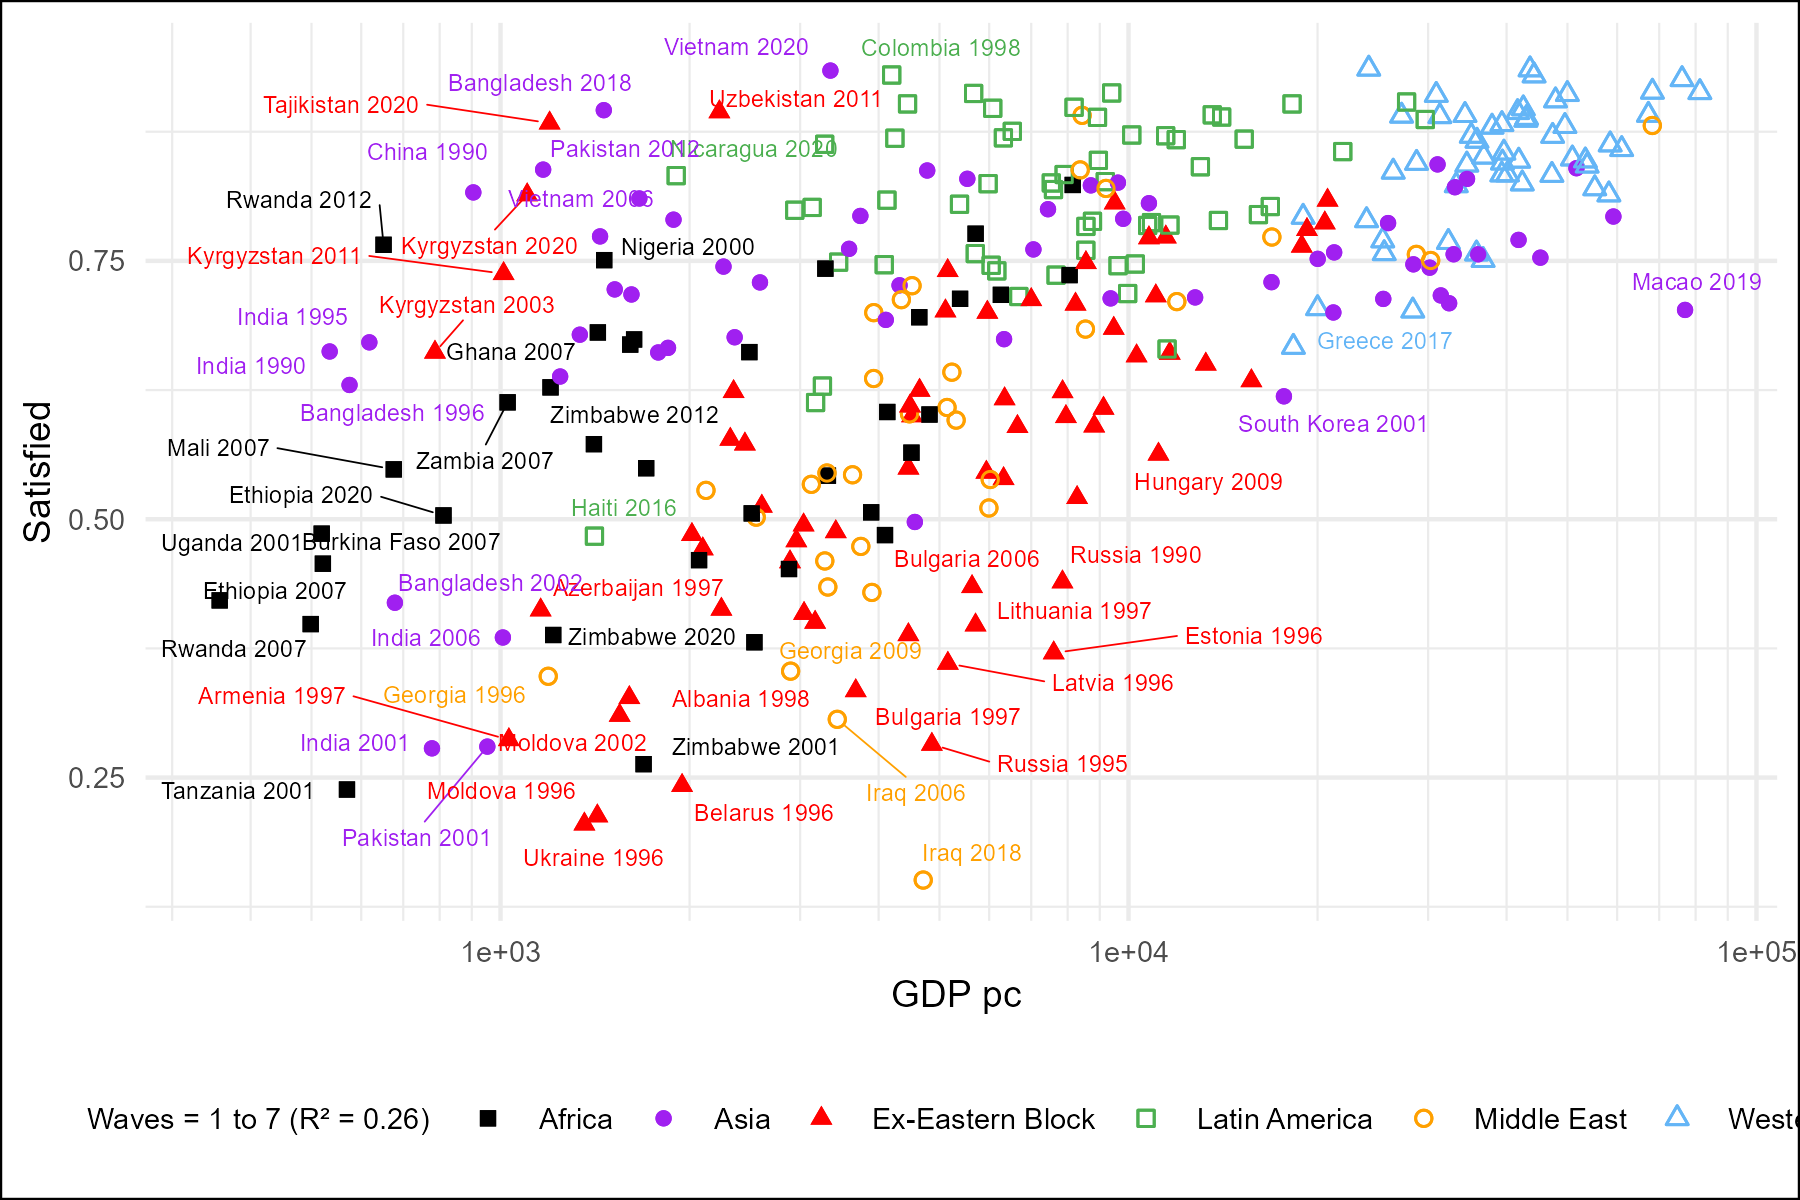 Vietnam 2020
Colombia 1998
Bangladesh 2018
Tajikistan 2020
Uzbekistan 2011
China 1990
Pakistan 2012
Nicaragua 2020
Rwanda 2012
Vietnam 2006
Kyrgyzstan 2020
Nigeria 2000
Kyrgyzstan 2011
0.75
Macao 2019
Kyrgyzstan 2003
India 1995
Greece 2017
Ghana 2007
India 1990
Bangladesh 1996
Zimbabwe 2012
South Korea 2001
Mali 2007
Zambia 2007
Hungary 2009
Ethiopia 2020
Haiti 2016
0.50
Satisfied
Uganda 2001
Burkina Faso 2007
Bulgaria 2006
Russia 1990
Ethiopia 2007
Bangladesh 2002
Azerbaijan 1997
Lithuania 1997
India 2006
Zimbabwe 2020
Estonia 1996
Rwanda 2007
Georgia 2009
Latvia 1996
Armenia 1997
Georgia 1996
Albania 1998
Bulgaria 1997
India 2001
Moldova 2002
Zimbabwe 2001
Russia 1995
0.25
Tanzania 2001
Moldova 1996
Iraq 2006
Belarus 1996
Pakistan 2001
Ukraine 1996
Iraq 2018
1e+03 1e+04 1e+05
GDP pc
Waves = 1 to 7 (R² = 0.26) Africa Asia Ex-Eastern Block Latin America Middle East